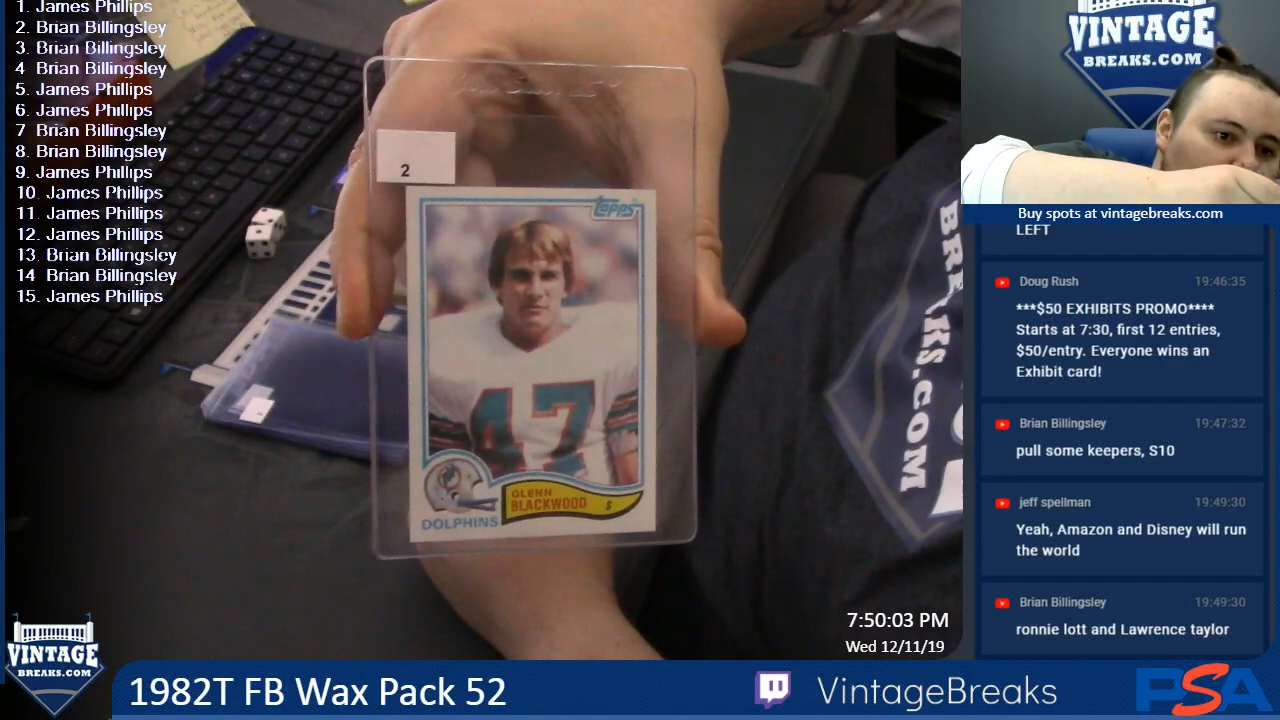 1. James Phillips
2. Brian Billingsley
3. Brian Billingsley
4 Brian Billingsley
5. James Phillips
6. James Phillips
7 Brian Billingsley
8. Brian Billingsley
9. James Phillips
10. James Phillips
11. James Phillips
12. James Phillips
13. Brian Billingsley
14 Brian Billingsley
15. James Phillips
2
Topps
47
GLENN
BLACKWOOD S
DOLPHINS
BREAKS.COM
VINTAGE
BREAKS.COM
Buy spots at vintagebreaks.com
LEFT
Doug Rush 19:46:35
***$50 EXHIBITS PROMO****
Starts at 7:30, first 12 entries,
$50/entry. Everyone wins an
Exhibit card!
Brian Billingsley 19:47:32
pull some keepers, S10
jeff spellman 19:49:30
Yeah, Amazon and Disney will run
the world
Brian Billingsley 19:49:30
ronnie lott and Lawrence taylor
7:50:03 PM
Wed 12/11/19
VINTAGE
BREAKS.COM
1982T FB Wax Pack 52
VintageBreaks
PSA